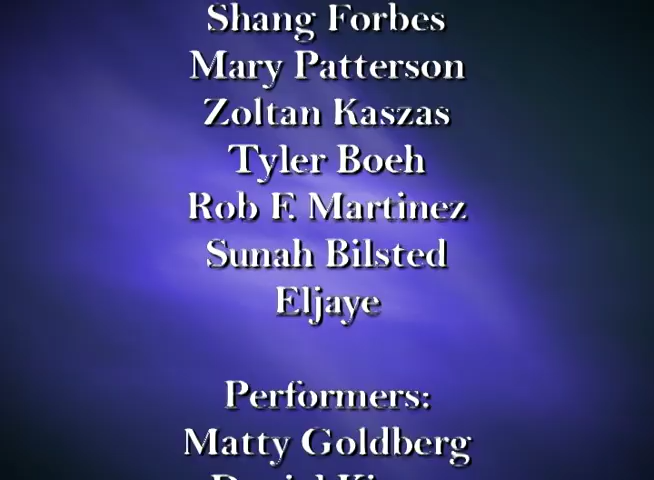 Shang Forbes
Mary Patterson
Zoltan Kaszas
Tyler Boeh
Rob F. Martinez
Sunah Bilsted
Eljaye
Performers:
Matty Goldberg